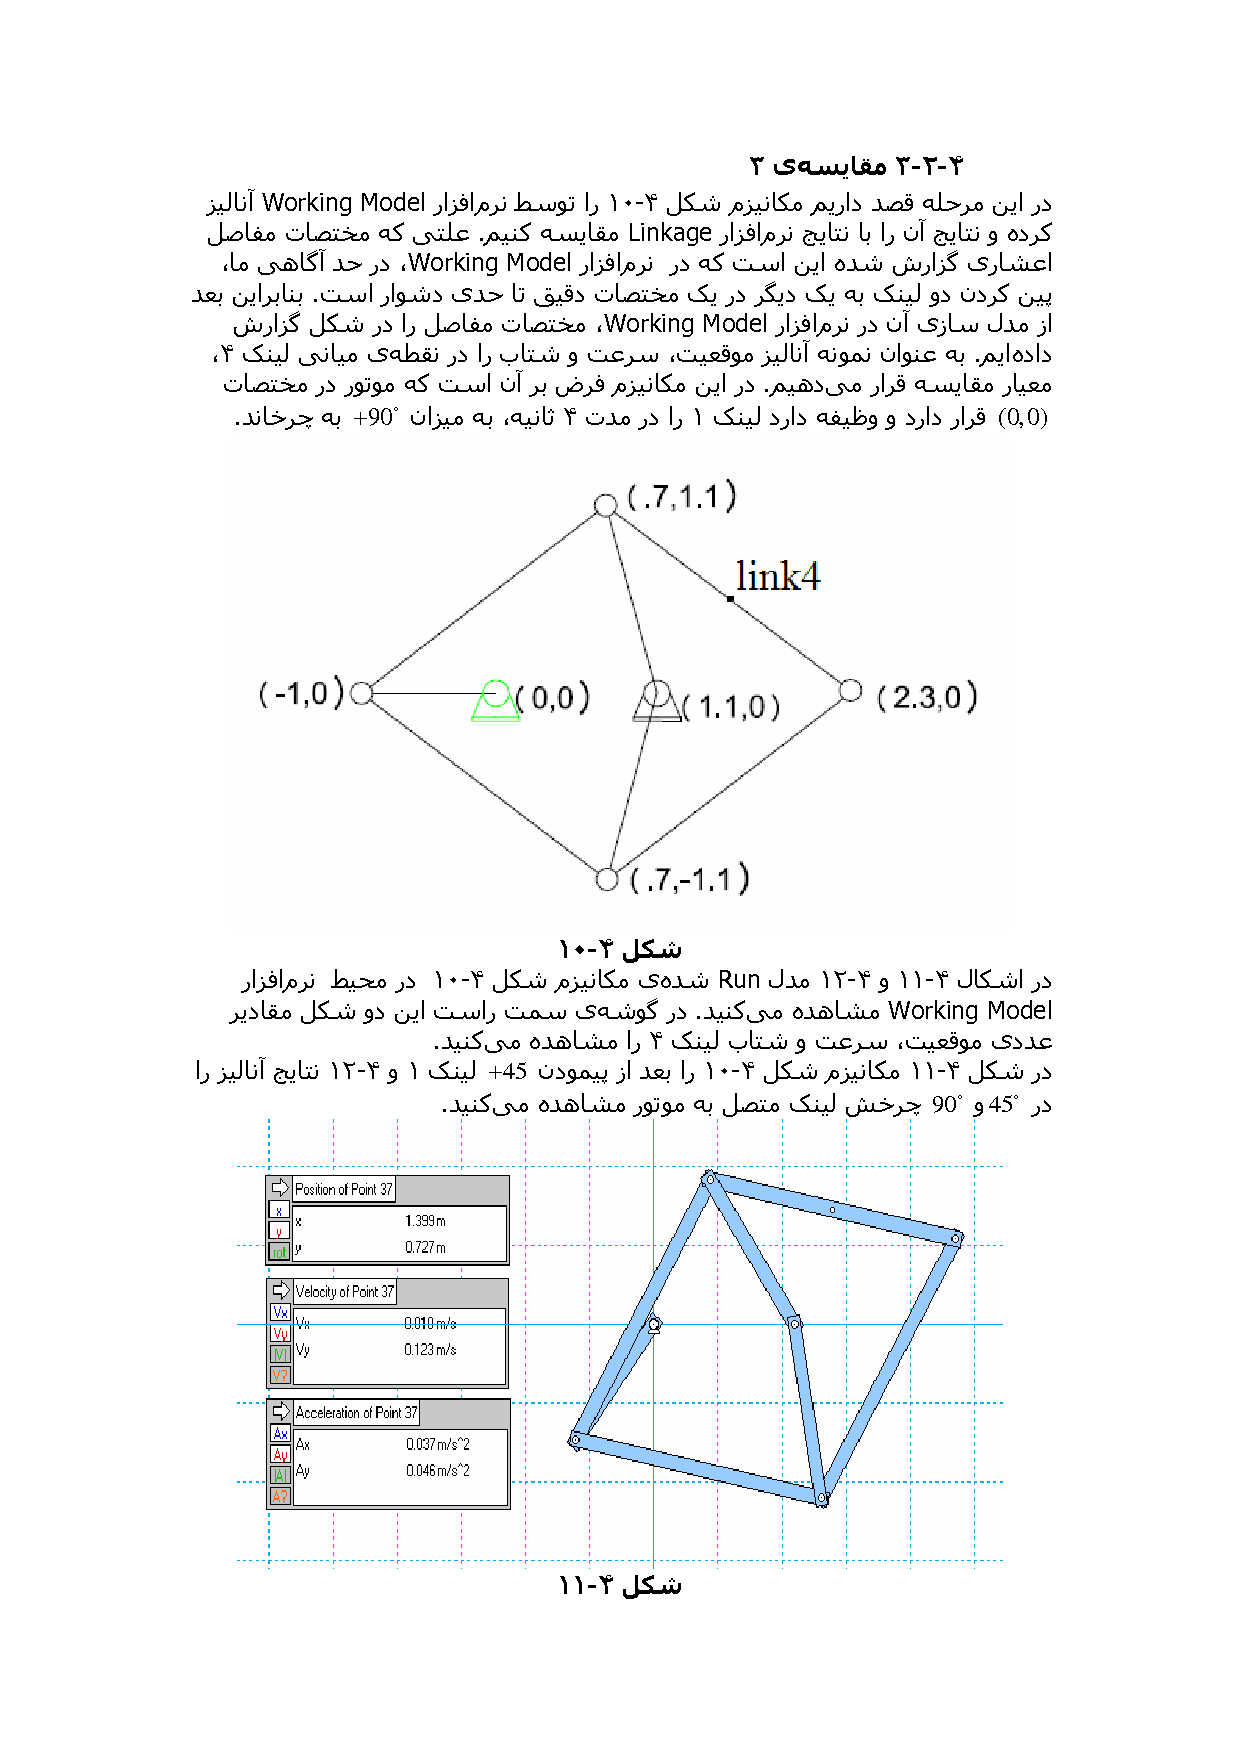 ۴-۲-۳ مقایسه‌ی ۳
در این مرحله قصد داریم مکانیزم شکل ۴-۱۰ را توسط نرم‌افزار Working Model آنالیز
کرده و نتایج آن را با نتایج نرم‌افزار Linkage مقایسه کنیم. علتی که مختصات مفاصل
اعشاری گزارش شده این است که در نرم‌افزار Working Model، در حد آگاهی ما،
پین کردن دو لینک به یک دیگر در یک مختصات دقیق تا حدی دشوار است. بنابراین بعد
از مدل سازی آن در نرم‌افزار Working Model، مختصات مفاصل را در شکل گزارش
داده‌ایم. به عنوان نمونه آنالیز موقعیت، سرعت و شتاب را در نقطه‌ی میانی لینک ۴،
معیار مقایسه قرار می‌دهیم. در این مکانیزم فرض بر آن است که موتور در مختصات
(0,0) قرار دارد و وظیفه دارد لینک ۱ را در مدت ۴ ثانیه، به میزان +90° به چرخاند.
(.7,1.1)
link4
(-1,0)
(0,0)
(1.1,0)
(2.3,0)
(.7,-1.1)
شکل ۴-۱۰
در اشکال ۴-۱۱ و ۴-۱۲ مدل Run شده‌ی مکانیزم شکل ۴-۱۰ در محیط نرم‌افزار
Working Model مشاهده می‌کنید. در گوشه‌ی سمت راست این دو شکل مقادیر
عددی موقعیت، سرعت و شتاب لینک ۴ را مشاهده می‌کنید.
در شکل ۴-۱۱ مکانیزم شکل ۴-۱۰ را بعد از پیمودن +45 لینک ۱ و ۴-۱۲ نتایج آنالیز را
در 45° و 90° چرخش لینک متصل به موتور مشاهده می‌کنید.
Position of Point 37
x
x 1.399 m
y
y 0.727 m
rot
Velocity of Point 37
Vx
Vx 0.010 m/s
Vy
Vy 0.123 m/s
|V|
V?
Acceleration of Point 37
Ax
Ax 0.037 m/s^2
Ay
Ay 0.046 m/s^2
|A|
A?
شکل ۴-۱۱